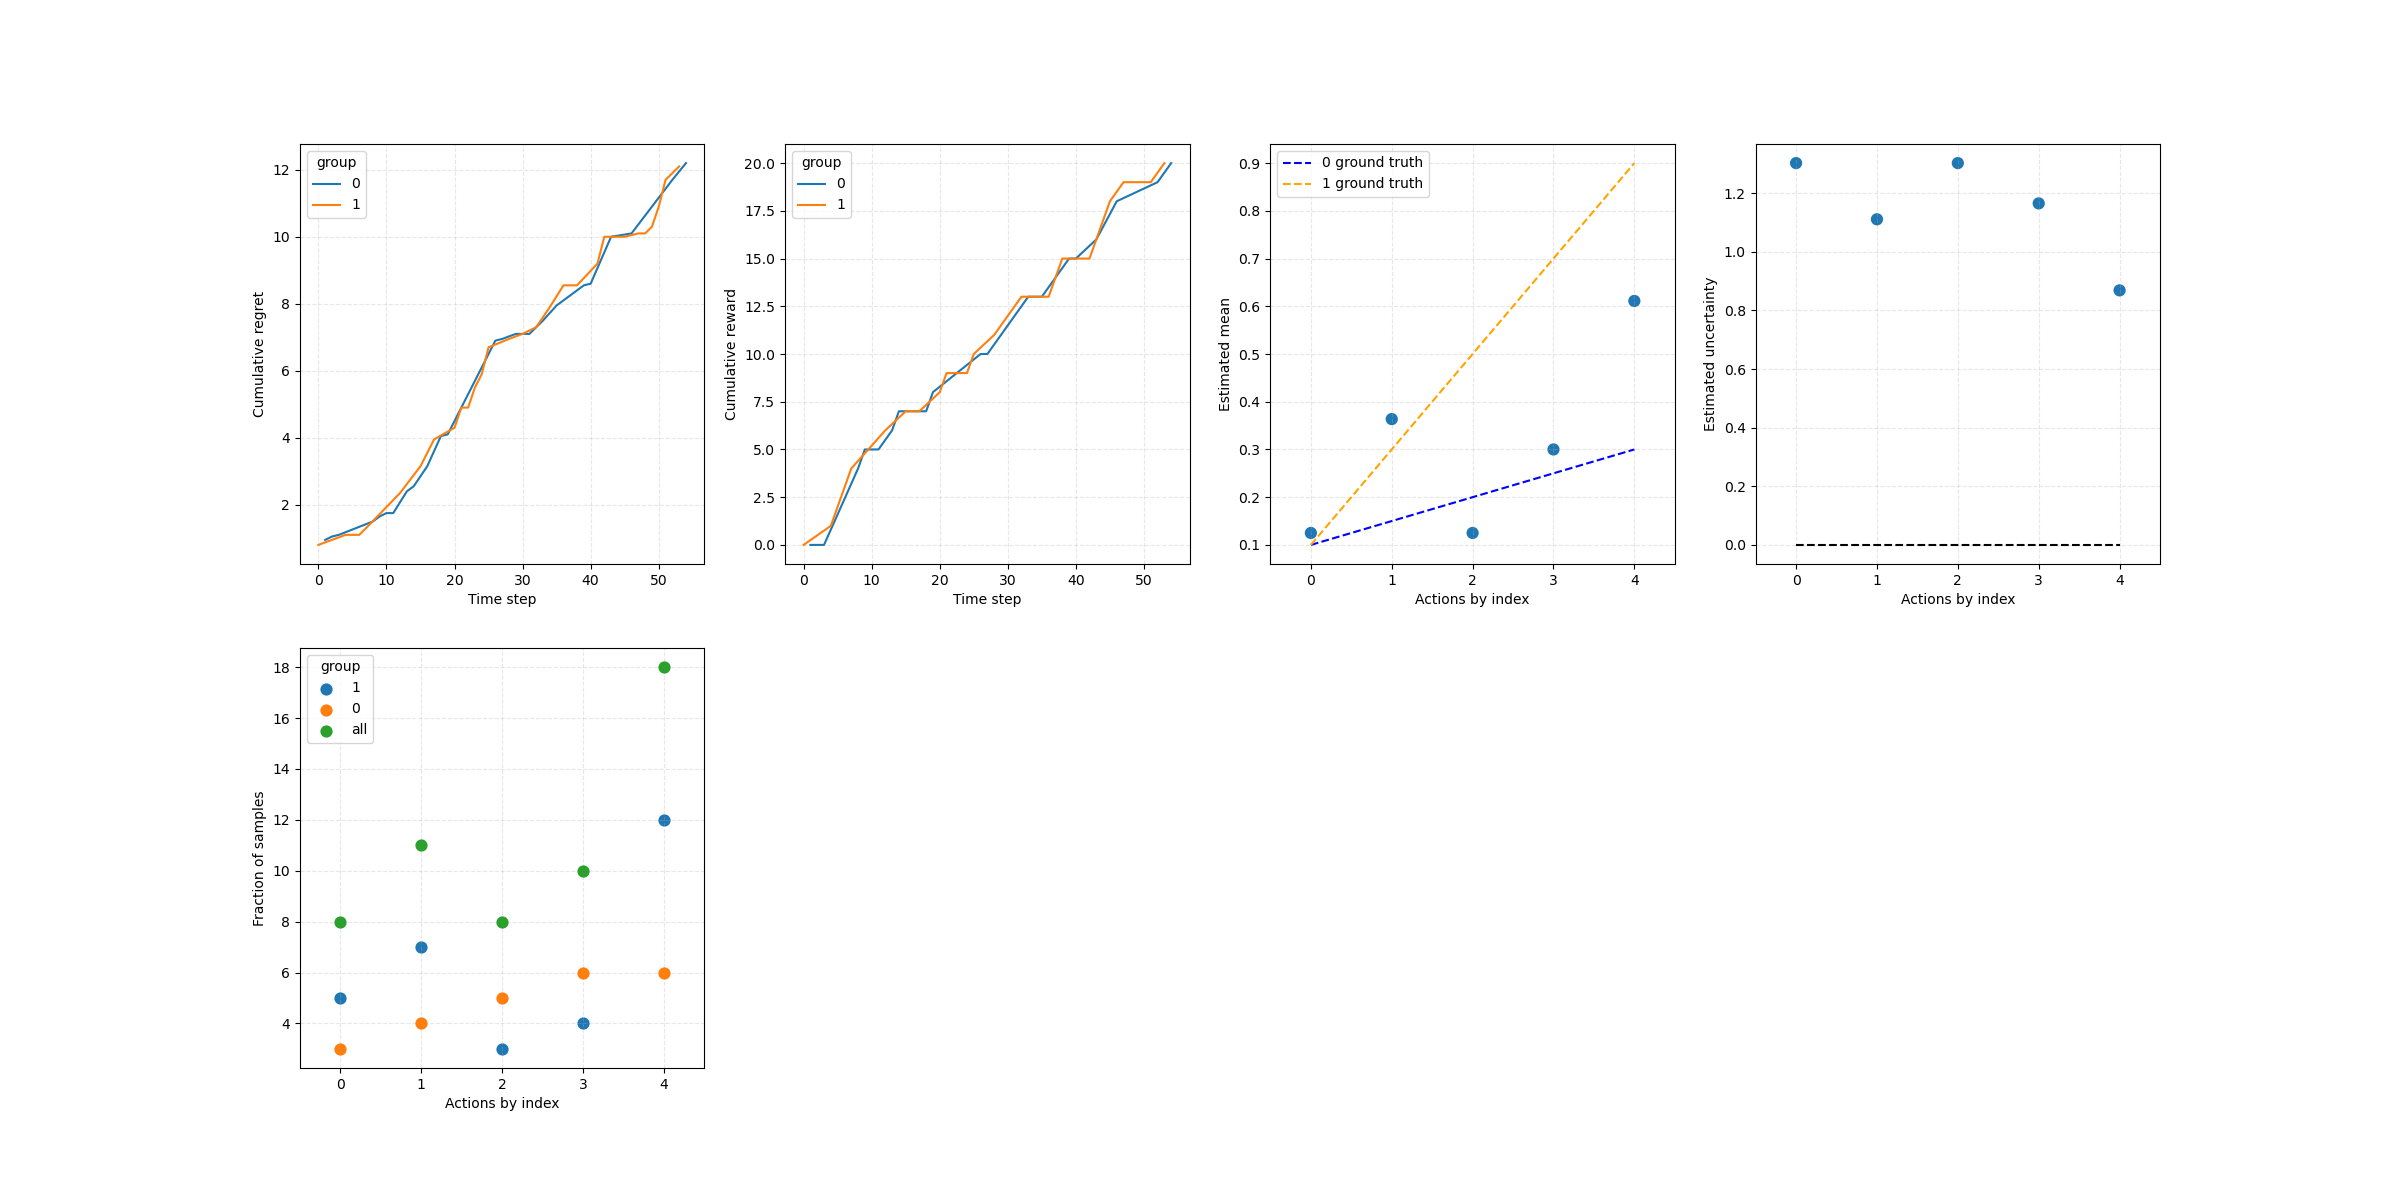 group
0
1
12
10
8
6
4
2
Cumulative regret
0 10 20 30 40 50
Time step
group
0
1
20.0
17.5
15.0
12.5
10.0
7.5
5.0
2.5
0.0
Cumulative reward
0 10 20 30 40 50
Time step
0 ground truth
1 ground truth
0.9
0.8
0.7
0.6
0.5
0.4
0.3
0.2
0.1
Estimated mean
0 1 2 3 4
Actions by index
1.2
1.0
0.8
0.6
0.4
0.2
0.0
Estimated uncertainty
0 1 2 3 4
Actions by index
group
1
0
all
18
16
14
12
10
8
6
4
Fraction of samples
0 1 2 3 4
Actions by index